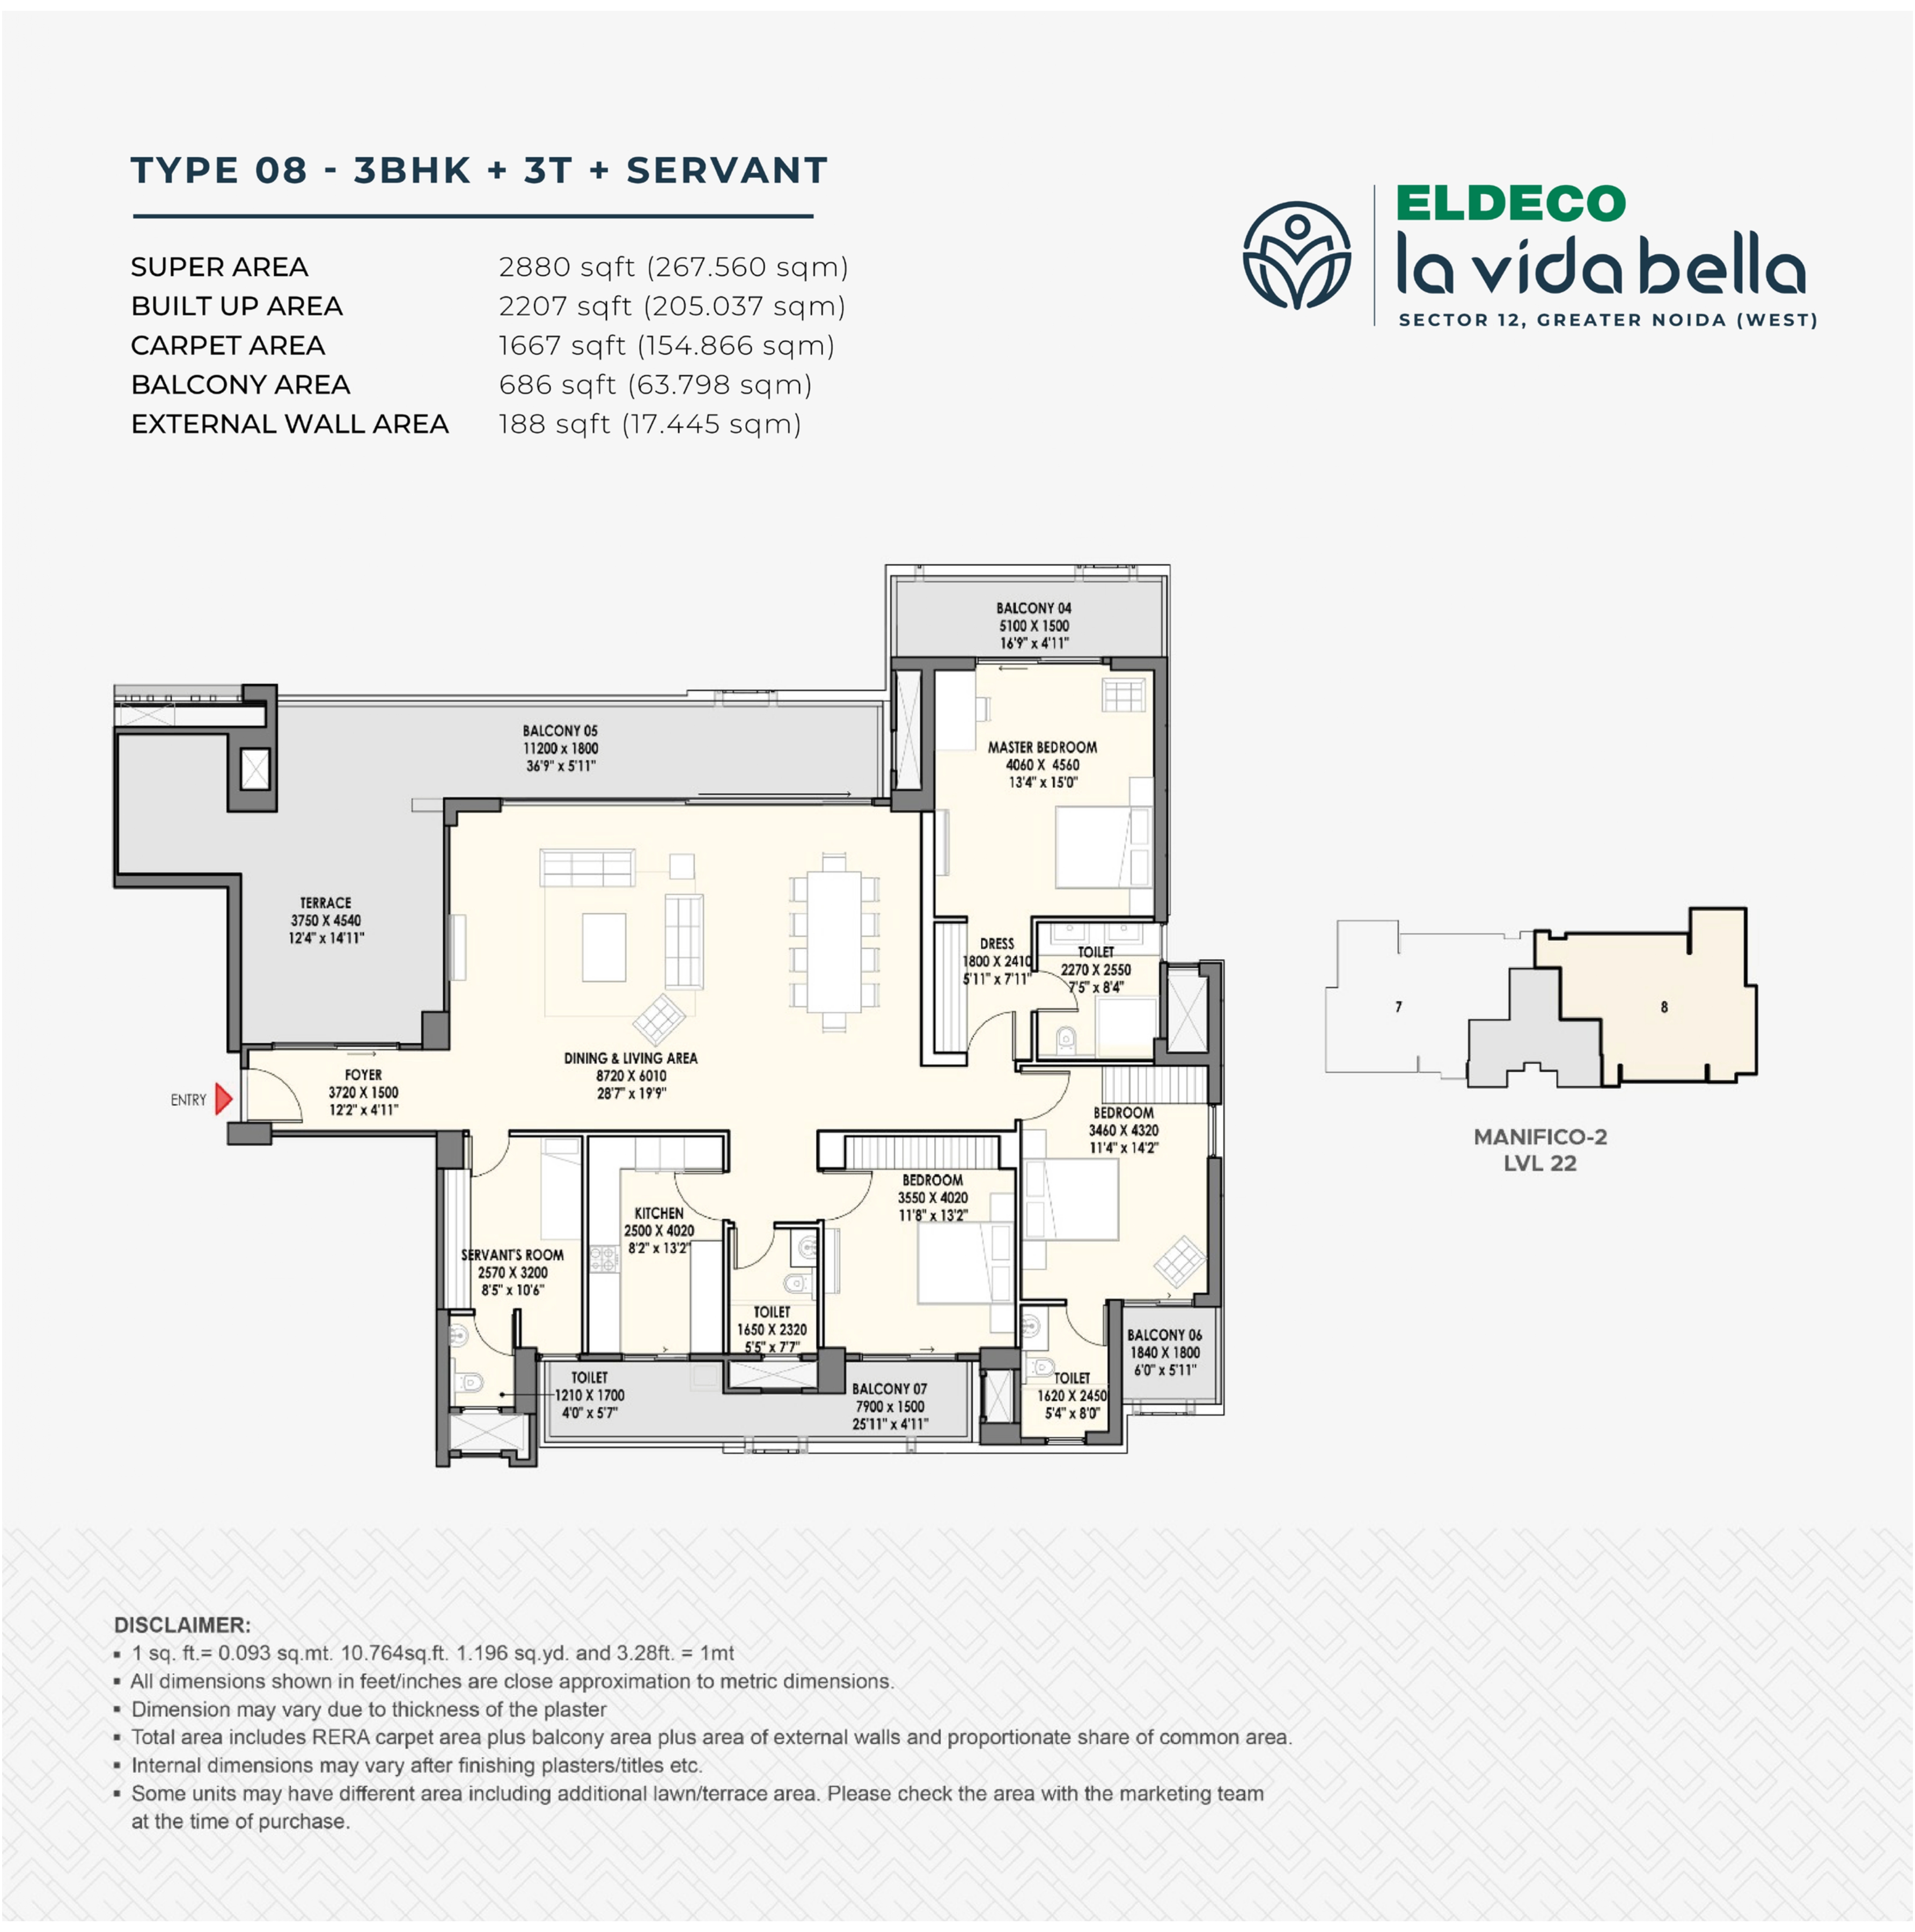 TYPE 08 - 3BHK + 3T + SERVANT
SUPER AREA 2880 sqft (267.560 sqm)
BUILT UP AREA 2207 sqft (205.037 sqm)
CARPET AREA 1667 sqft (154.866 sqm)
BALCONY AREA 686 sqft (63.798 sqm)
EXTERNAL WALL AREA 188 sqft (17.445 sqm)
ELDECO
la vida bella
SECTOR 12, GREATER NOIDA (WEST)
BALCONY 04
5100 X 1500
16'9" x 4'11"
BALCONY 05
11200 x 1800
36'9" x 5'11"
MASTER BEDROOM
4060 X 4560
13'4" x 15'0"
TERRACE
3750 X 4540
12'4" x 14'11"
DRESS
1800 X 2410
5'11" x 7'11"
TOILET
2270 X 2550
7'5" x 8'4"
DINING & LIVING AREA
8720 X 6010
28'7" x 19'9"
FOYER
3720 X 1500
12'2" x 4'11"
ENTRY
BEDROOM
3460 X 4320
11'4" x 14'2"
BEDROOM
3550 X 4020
11'8" x 13'2"
KITCHEN
2500 X 4020
8'2" x 13'2"
SERVANT'S ROOM
2570 X 3200
8'5" x 10'6"
TOILET
1650 X 2320
5'5" x 7'7"
BALCONY 06
1840 X 1800
6'0" x 5'11"
TOILET
1210 X 1700
4'0" x 5'7"
BALCONY 07
7900 x 1500
25'11" x 4'11"
TOILET
1620 X 2450
5'4" x 8'0"
7
8
MANIFICO-2
LVL 22
DISCLAIMER:
▪ 1 sq. ft.= 0.093 sq.mt. 10.764sq.ft. 1.196 sq.yd. and 3.28ft. = 1mt
▪ All dimensions shown in feet/inches are close approximation to metric dimensions.
▪ Dimension may vary due to thickness of the plaster
▪ Total area includes RERA carpet area plus balcony area plus area of external walls and proportionate share of common area.
▪ Internal dimensions may vary after finishing plasters/titles etc.
▪ Some units may have different area including additional lawn/terrace area. Please check the area with the marketing team
at the time of purchase.